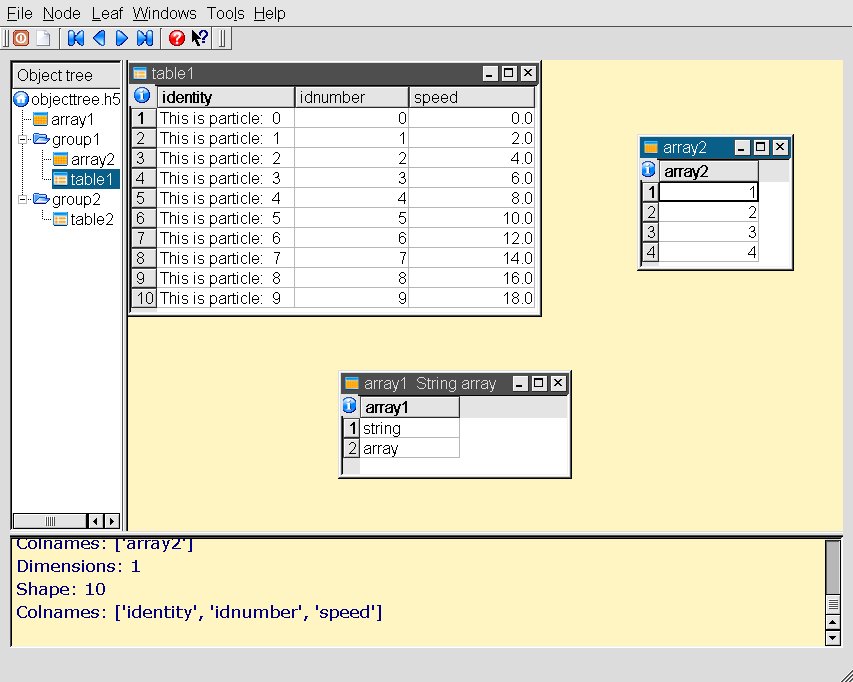 File Node Leaf Windows Tools Help
Object tree
objecttree.h5
array1
group1
array2
table1
group2
table2
table1
identity idnumber speed
1 This is particle: 0 0 0.0
2 This is particle: 1 1 2.0
3 This is particle: 2 2 4.0
4 This is particle: 3 3 6.0
5 This is particle: 4 4 8.0
6 This is particle: 5 5 10.0
7 This is particle: 6 6 12.0
8 This is particle: 7 7 14.0
9 This is particle: 8 8 16.0
10 This is particle: 9 9 18.0
array2
array2
1 1
2 2
3 3
4 4
array1 String array
array1
1 string
2 array
Colnames: ['array2']
Dimensions: 1
Shape: 10
Colnames: ['identity', 'idnumber', 'speed']